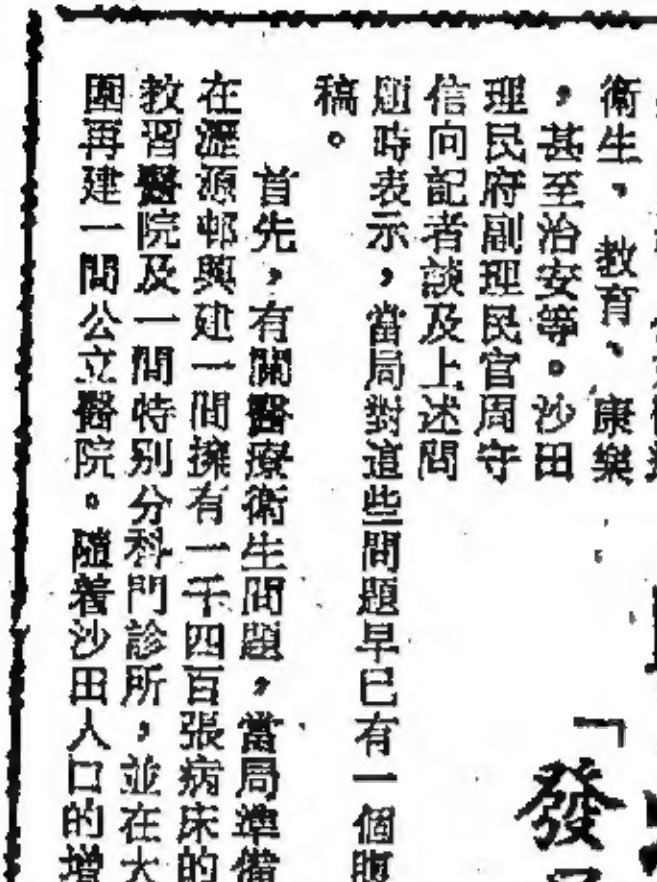 衞生、教育、康樂
，甚至治安等。沙田
理民府副理民官周守
信向記者談及上述問
題時表示，當局對這些問題早已有一個腹
稿。
首先，有關醫療衞生問題，當局準備
在瀝源邨興建一間擁有一千四百張病床的
教習醫院及一間特别分科門診所，並在大
圍再建一間公立醫院。隨着沙田人口的增
「發